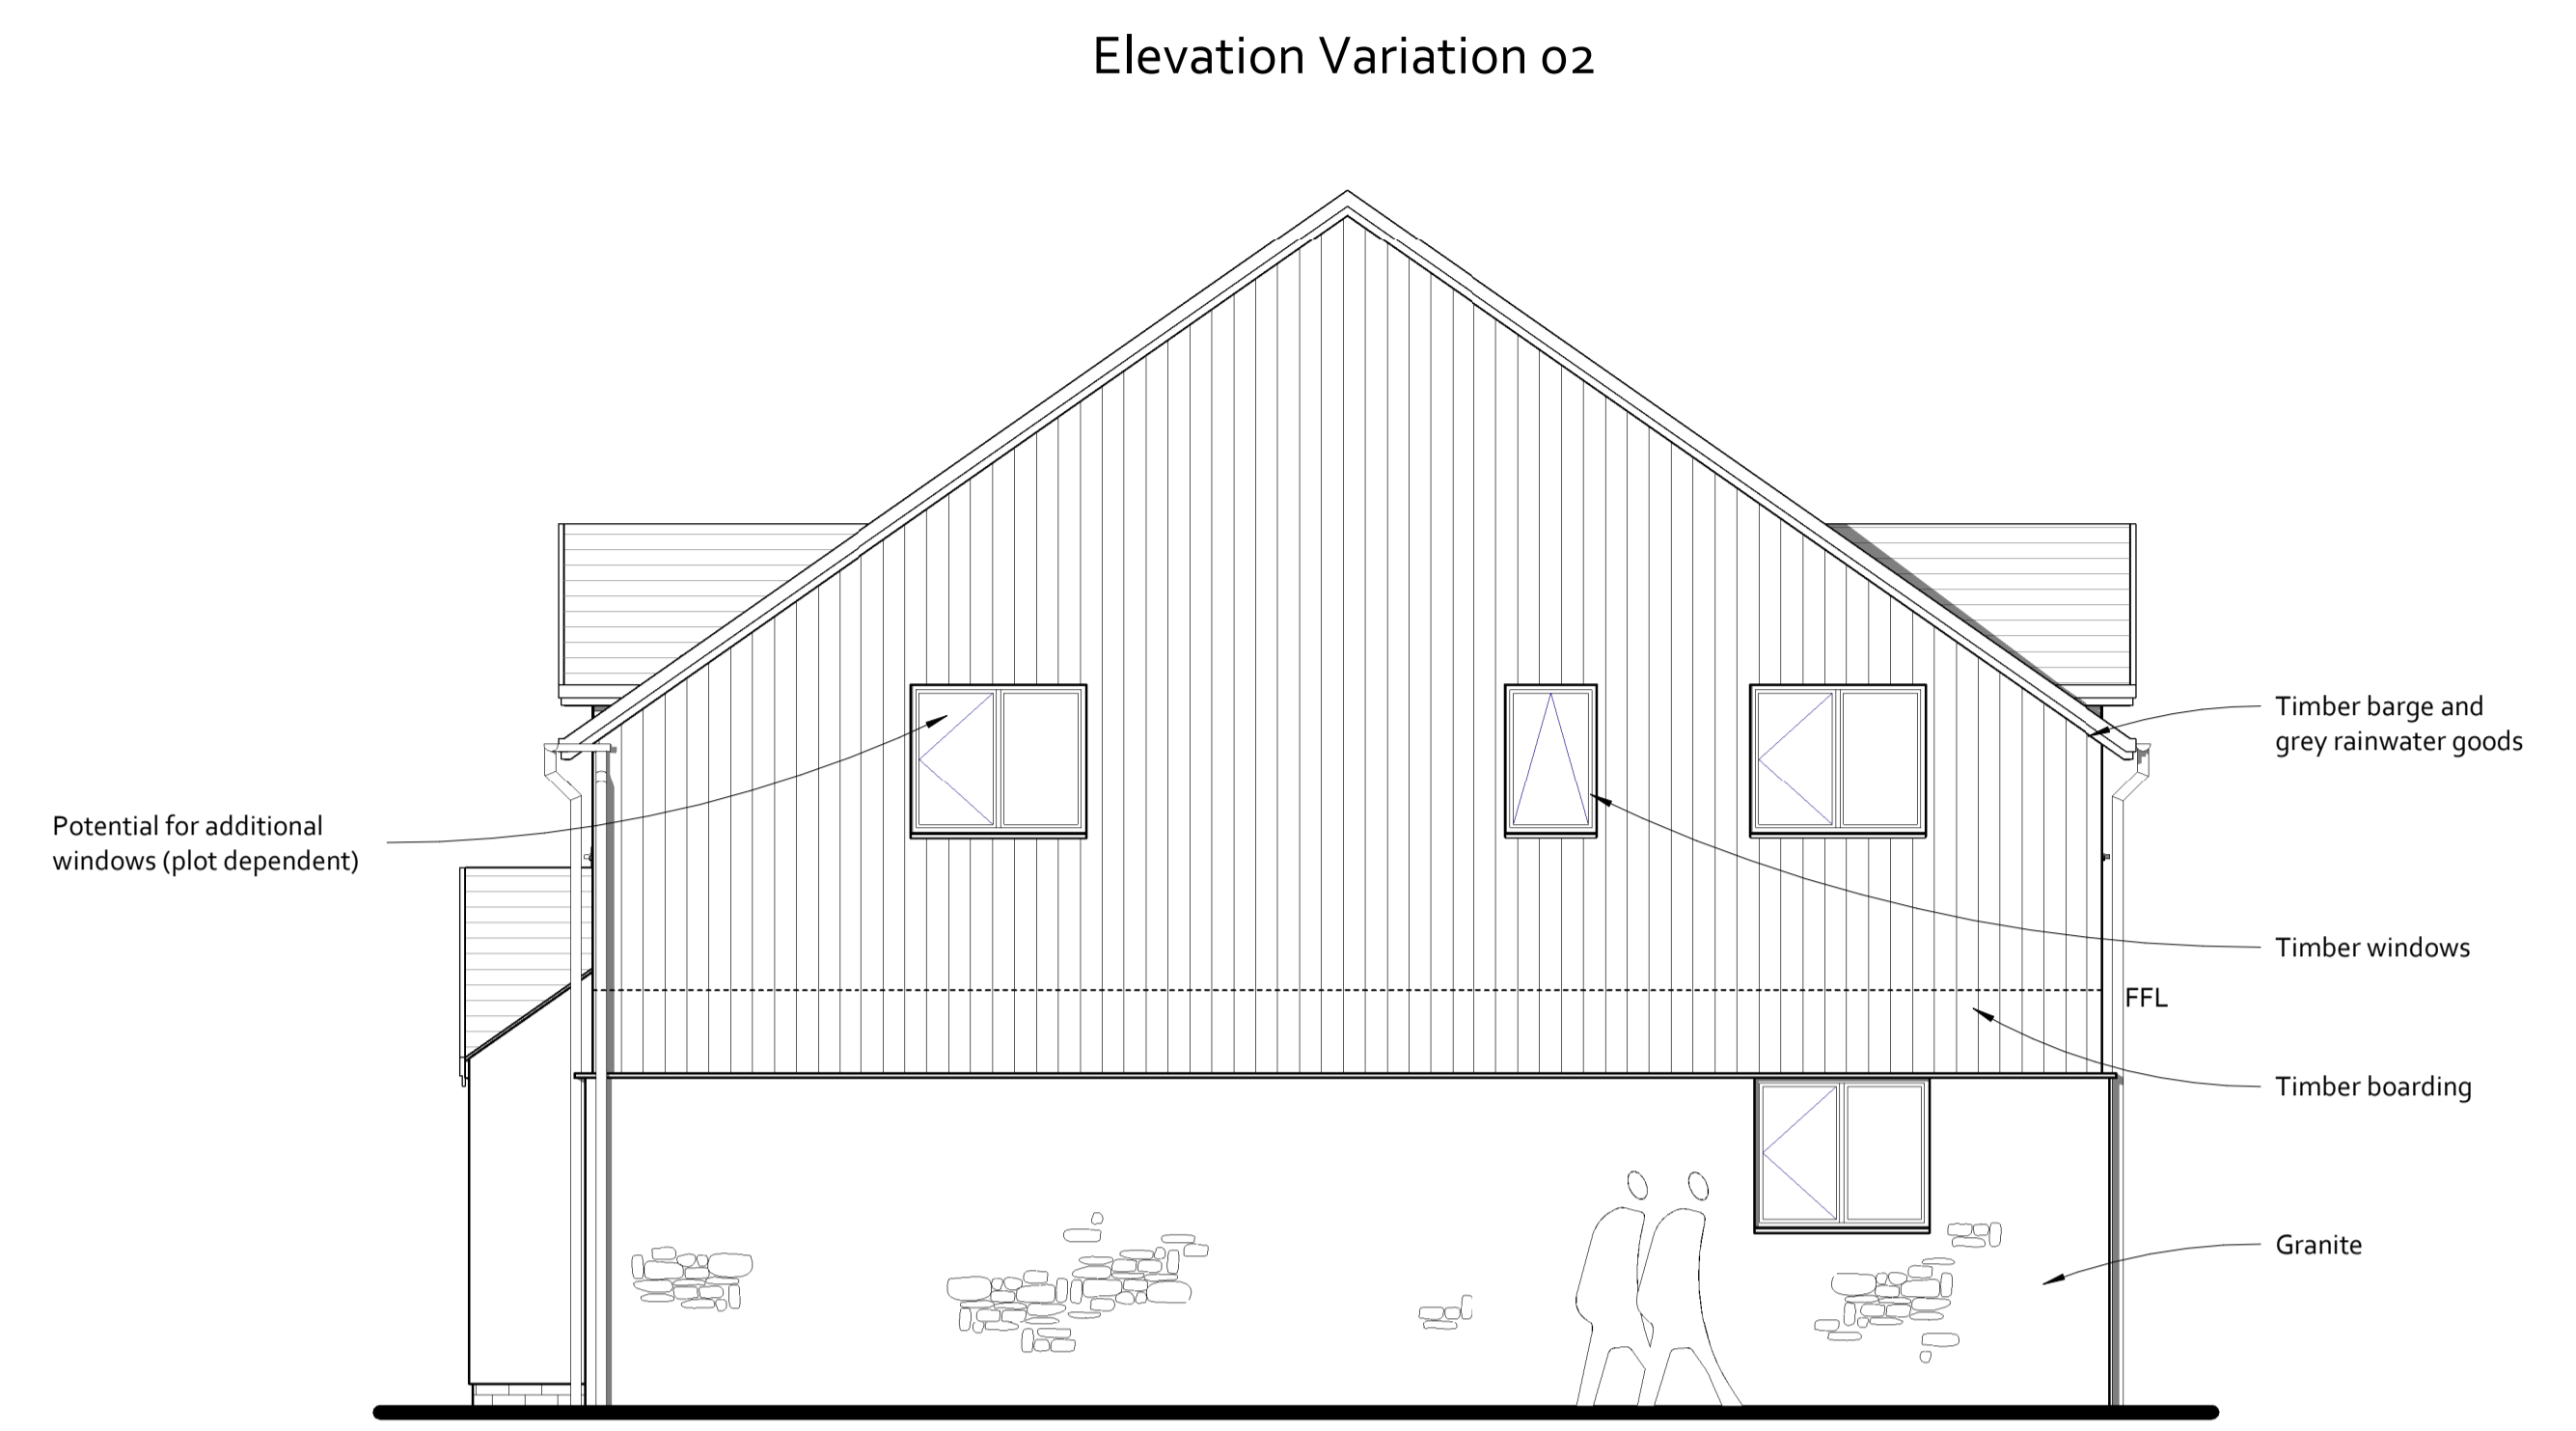 Elevation Variation 02
Timber barge and
grey rainwater goods
Potential for additional
windows (plot dependent)
Timber windows
FFL
Timber boarding
Granite